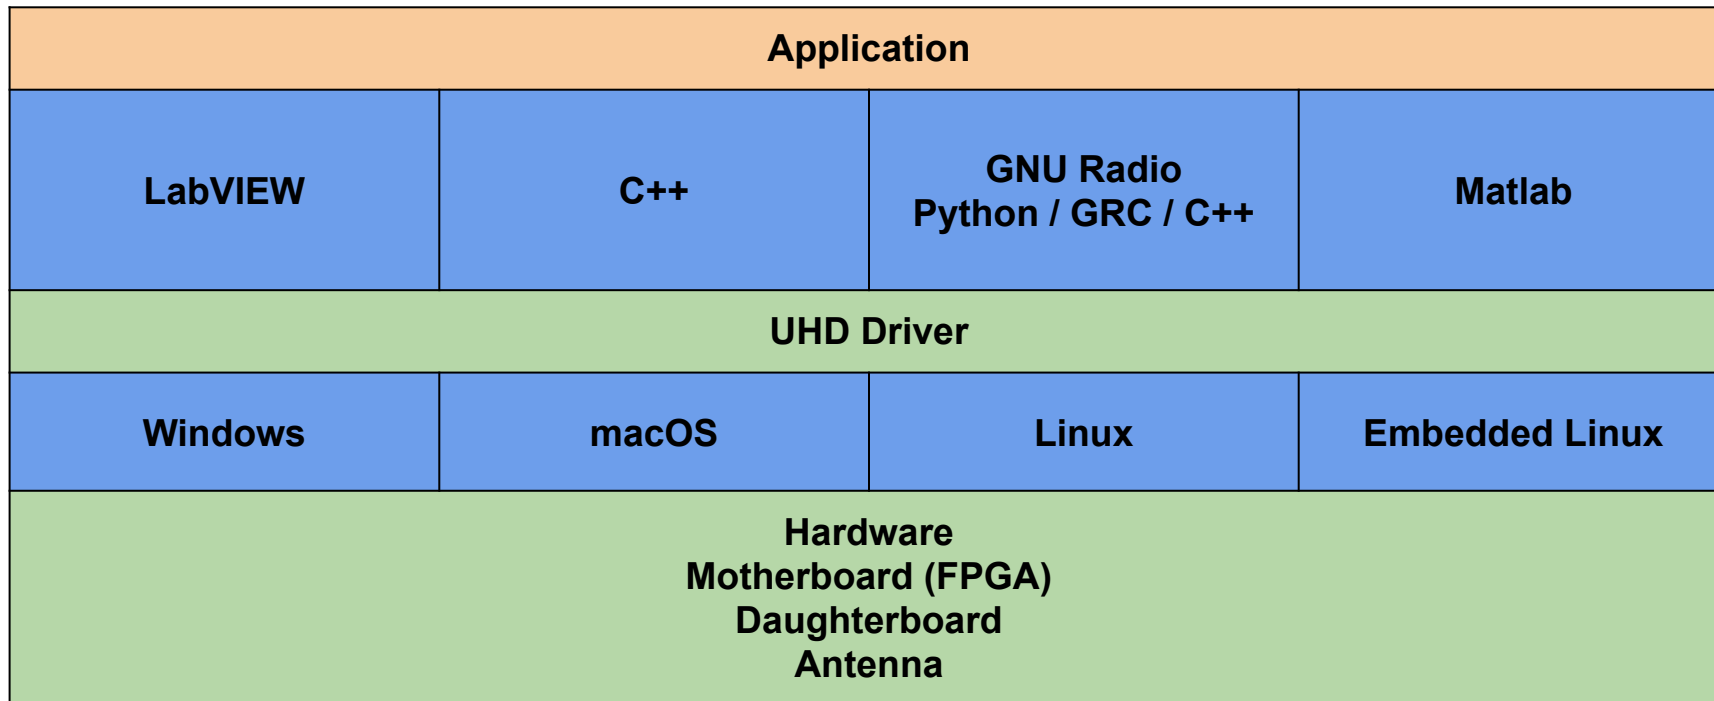 Application
LabVIEW
C++
GNU Radio
Python / GRC / C++
Matlab
UHD Driver
Windows
macOS
Linux
Embedded Linux
Hardware
Motherboard (FPGA)
Daughterboard
Antenna